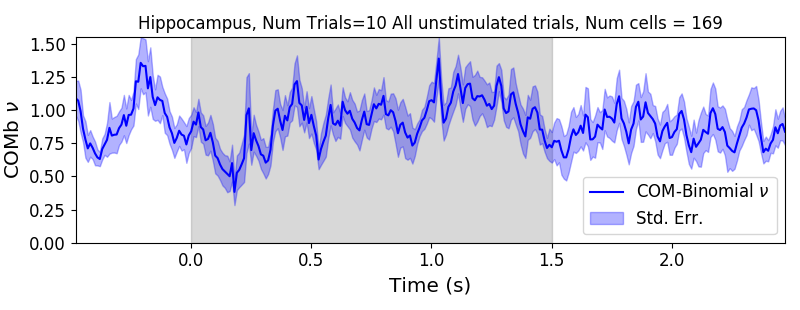 Hippocampus, Num Trials=10 All unstimulated trials, Num cells = 169
COMb ν
1.50
1.25
1.00
0.75
0.50
0.25
0.00
COM-Binomial ν
Std. Err.
0.0 0.5 1.0 1.5 2.0
Time (s)